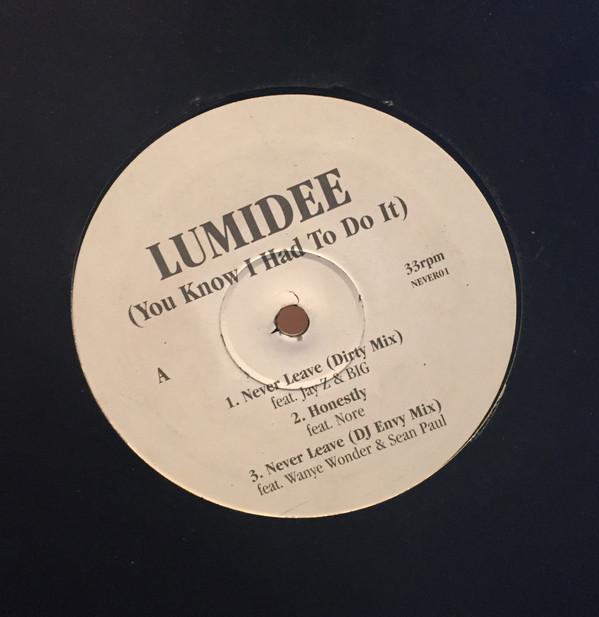 LUMIDEE
(You Know I Had To Do It)
33rpm
NEVER01
A
1. Never Leave (Dirty Mix)
feat. Jay Z & BIG
2. Honestly
feat. Nore
3. Never Leave (DJ Envy Mix)
feat. Wanye Wonder & Sean Paul